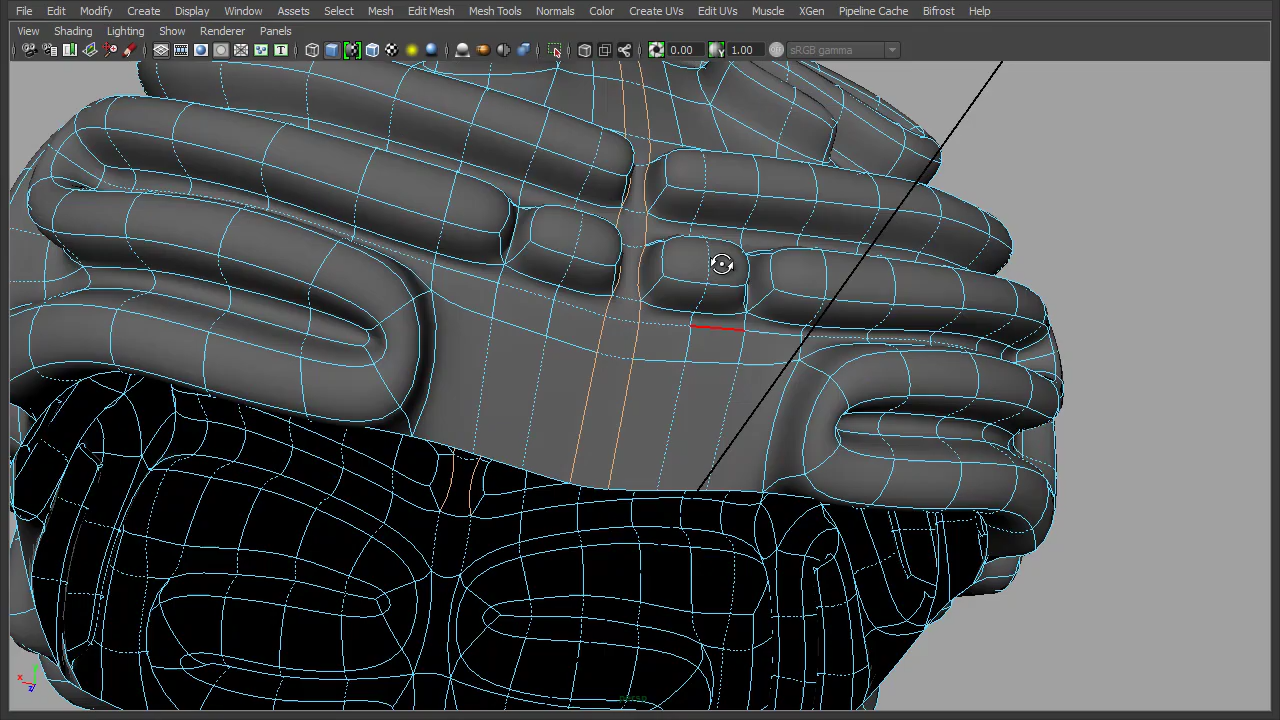 File Edit Modify Create Display Window Assets Select Mesh Edit Mesh Mesh Tools Normals Color Create UVs Edit UVs Muscle XGen Pipeline Cache Bifrost Help
View Shading Lighting Show Renderer Panels
0.00 1.00 sRGB gamma
x
persp